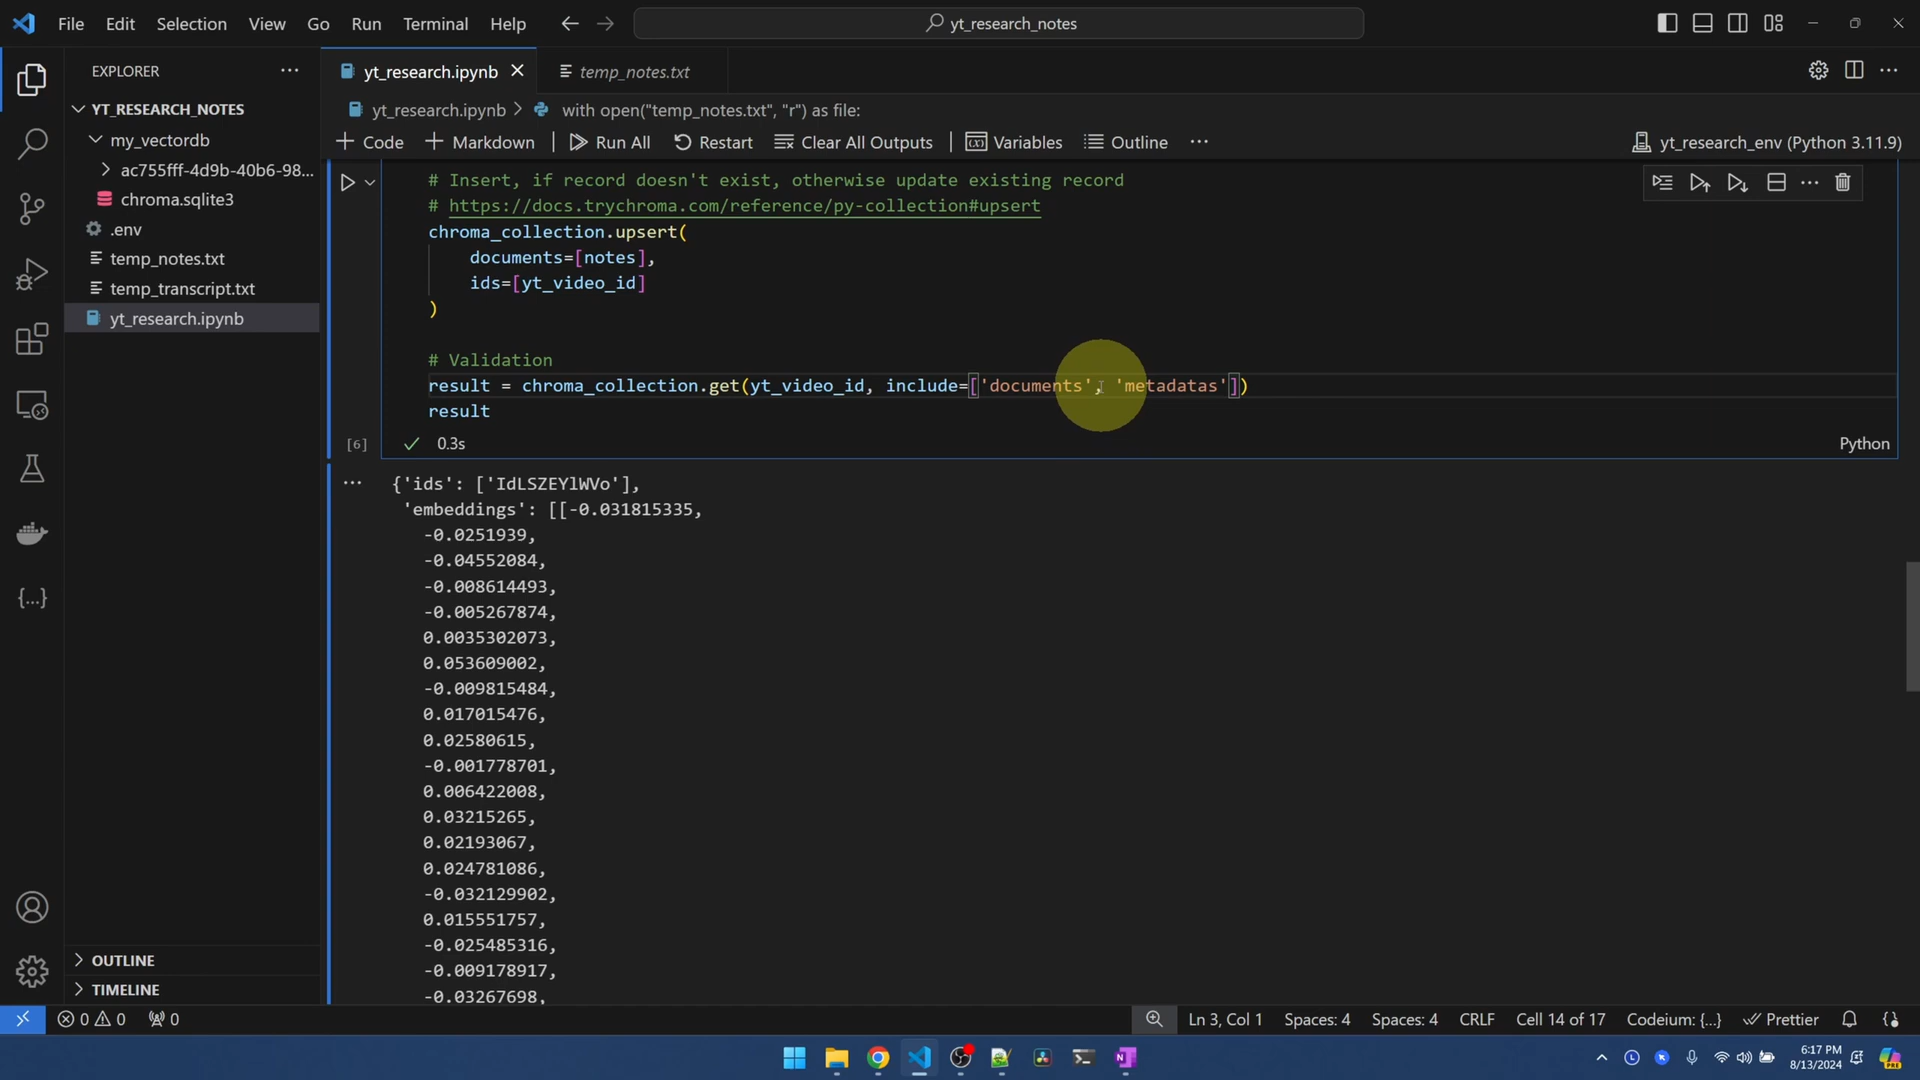 File Edit Selection View Go Run Terminal Help
yt_research_notes
EXPLORER
yt_research.ipynb
temp_notes.txt
YT_RESEARCH_NOTES
my_vectordb
ac755fff-4d9b-40b6-98...
chroma.sqlite3
.env
temp_notes.txt
temp_transcript.txt
yt_research.ipynb
OUTLINE
TIMELINE
yt_research.ipynb > with open("temp_notes.txt", "r") as file:
+ Code + Markdown Run All Restart Clear All Outputs Variables Outline ...
yt_research_env (Python 3.11.9)
# Insert, if record doesn't exist, otherwise update existing record
# https://docs.trychroma.com/reference/py-collection#upsert
chroma_collection.upsert(
documents=[notes],
ids=[yt_video_id]
)
# Validation
result = chroma_collection.get(yt_video_id, include=['documents', 'metadatas'])
result
[6] 0.3s
Python
{'ids': ['IdLSZEYlWVo'],
'embeddings': [[-0.031815335,
-0.0251939,
-0.04552084,
-0.008614493,
-0.005267874,
0.0035302073,
0.053609002,
-0.009815484,
0.017015476,
0.02580615,
-0.001778701,
0.006422008,
0.03215265,
0.02193067,
0.024781086,
-0.032129902,
0.015551757,
-0.025485316,
-0.009178917,
-0.03267698,
0 0 0
Ln 3, Col 1 Spaces: 4 Spaces: 4 CRLF Cell 14 of 17 Codeium: {...} Prettier
6:17 PM
8/13/2024
PRE